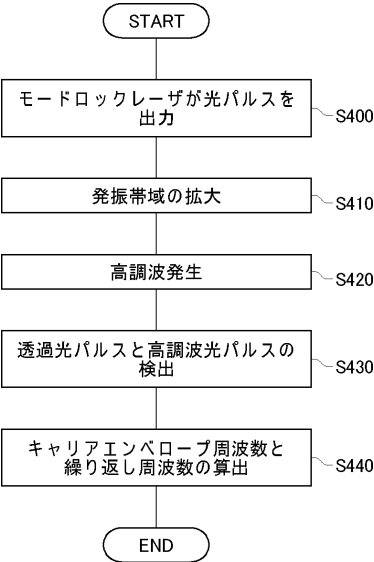 START
モードロックレーザが光パルスを
出力
S400
発振帯域の拡大
S410
高調波発生
S420
透過光パルスと高調波光パルスの
検出
S430
キャリアエンベロープ周波数と
繰り返し周波数の算出
S440
END